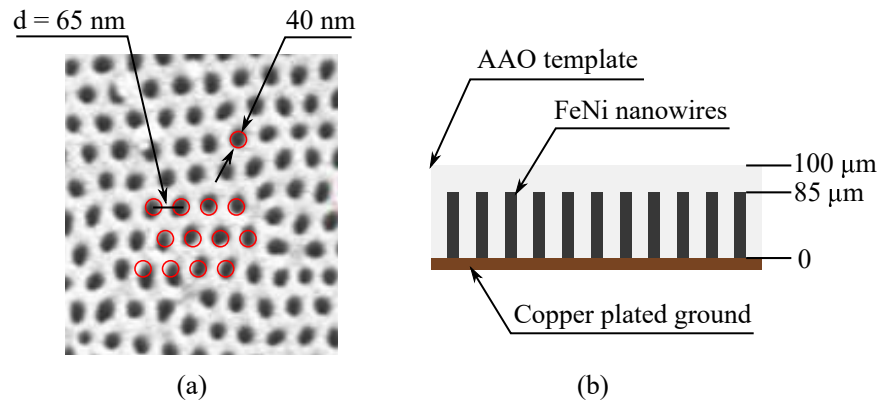 d = 65 nm
40 nm
(a)
AAO template
FeNi nanowires
100 μm
85 μm
0
Copper plated ground
(b)